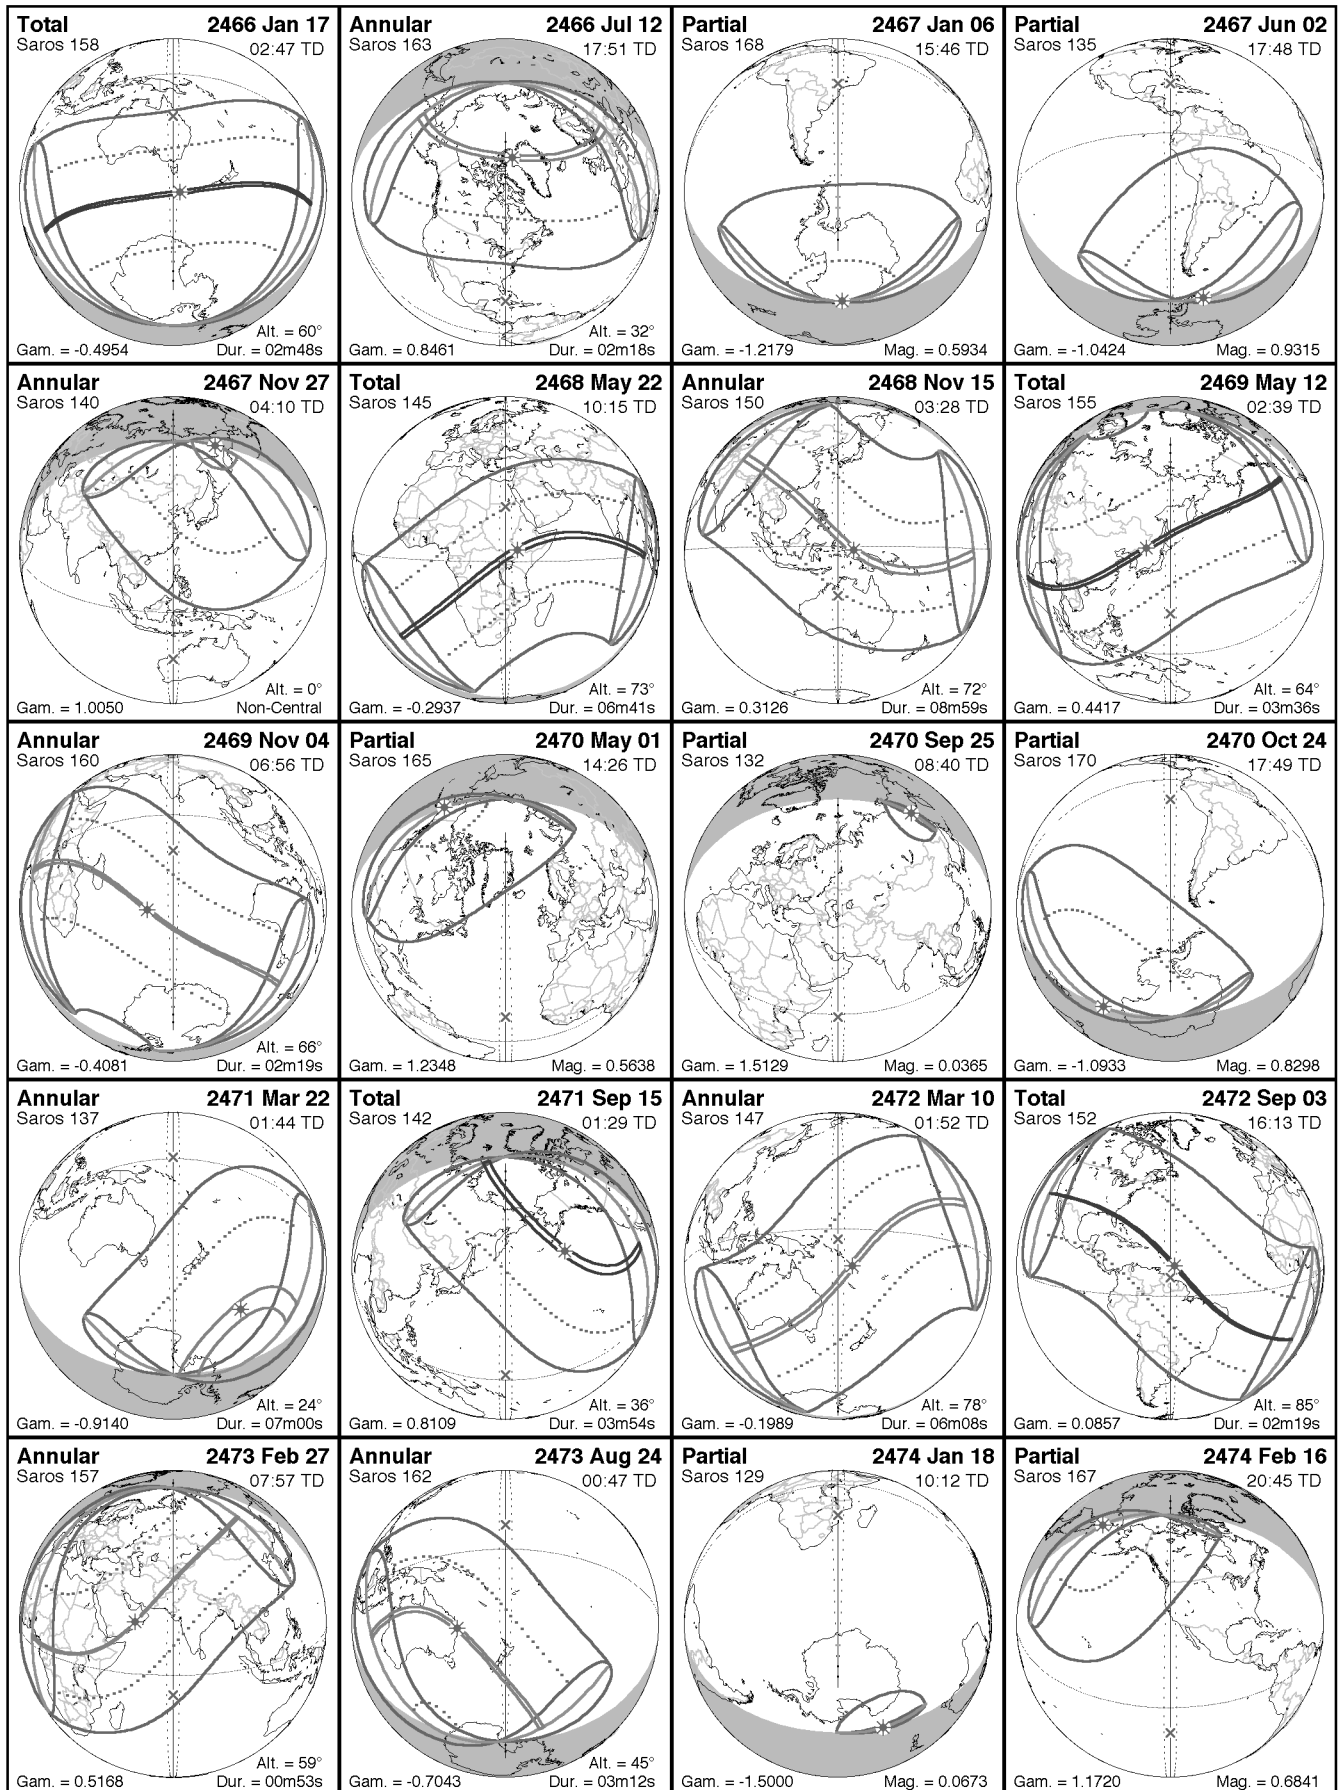 Total 2466 Jan 17
Saros 158 02:47 TD
Alt. = 60°
Gam. = -0.4954 Dur. = 02m48s
Annular 2466 Jul 12
Saros 163 17:51 TD
Alt. = 32°
Gam. = 0.8461 Dur. = 02m18s
Partial 2467 Jan 06
Saros 168 15:46 TD
Gam. = -1.2179 Mag. = 0.5934
Partial 2467 Jun 02
Saros 135 17:48 TD
Gam. = -1.0424 Mag. = 0.9315
Annular 2467 Nov 27
Saros 140 04:10 TD
Alt. = 0°
Gam. = 1.0050 Non-Central
Total 2468 May 22
Saros 145 10:15 TD
Alt. = 73°
Gam. = -0.2937 Dur. = 06m41s
Annular 2468 Nov 15
Saros 150 03:28 TD
Alt. = 72°
Gam. = 0.3126 Dur. = 08m59s
Total 2469 May 12
Saros 155 02:39 TD
Alt. = 64°
Gam. = 0.4417 Dur. = 03m36s
Annular 2469 Nov 04
Saros 160 06:56 TD
Alt. = 66°
Gam. = -0.4081 Dur. = 02m19s
Partial 2470 May 01
Saros 165 14:26 TD
Gam. = 1.2348 Mag. = 0.5638
Partial 2470 Sep 25
Saros 132 08:40 TD
Gam. = 1.5129 Mag. = 0.0365
Partial 2470 Oct 24
Saros 170 17:49 TD
Gam. = -1.0933 Mag. = 0.8298
Annular 2471 Mar 22
Saros 137 01:44 TD
Alt. = 24°
Gam. = -0.9140 Dur. = 07m00s
Total 2471 Sep 15
Saros 142 01:29 TD
Alt. = 36°
Gam. = 0.8109 Dur. = 03m54s
Annular 2472 Mar 10
Saros 147 01:52 TD
Alt. = 78°
Gam. = -0.1989 Dur. = 06m08s
Total 2472 Sep 03
Saros 152 16:13 TD
Alt. = 85°
Gam. = 0.0857 Dur. = 02m19s
Annular 2473 Feb 27
Saros 157 07:57 TD
Alt. = 59°
Gam. = 0.5168 Dur. = 00m53s
Annular 2473 Aug 24
Saros 162 00:47 TD
Alt. = 45°
Gam. = -0.7043 Dur. = 03m12s
Partial 2474 Jan 18
Saros 129 10:12 TD
Gam. = -1.5000 Mag. = 0.0673
Partial 2474 Feb 16
Saros 167 20:45 TD
Gam. = 1.1720 Mag. = 0.6841